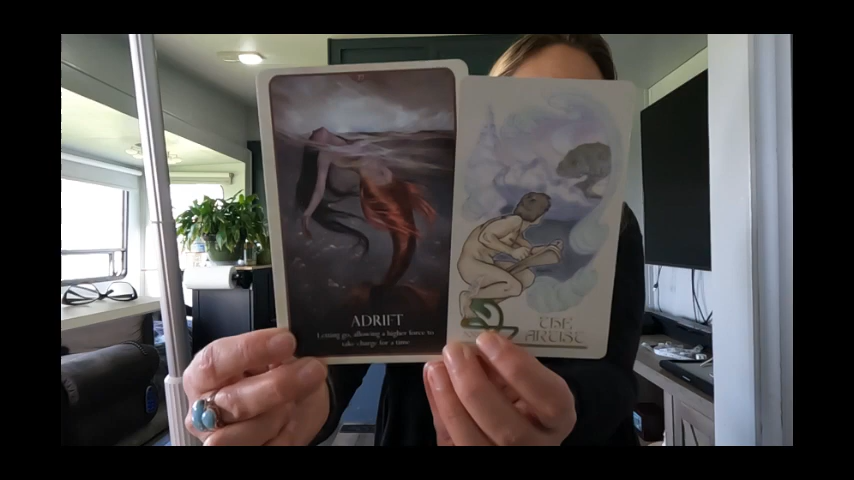 ADRIFT
Letting go, allowing a higher force to
take charge for a time
THE
ARTIST